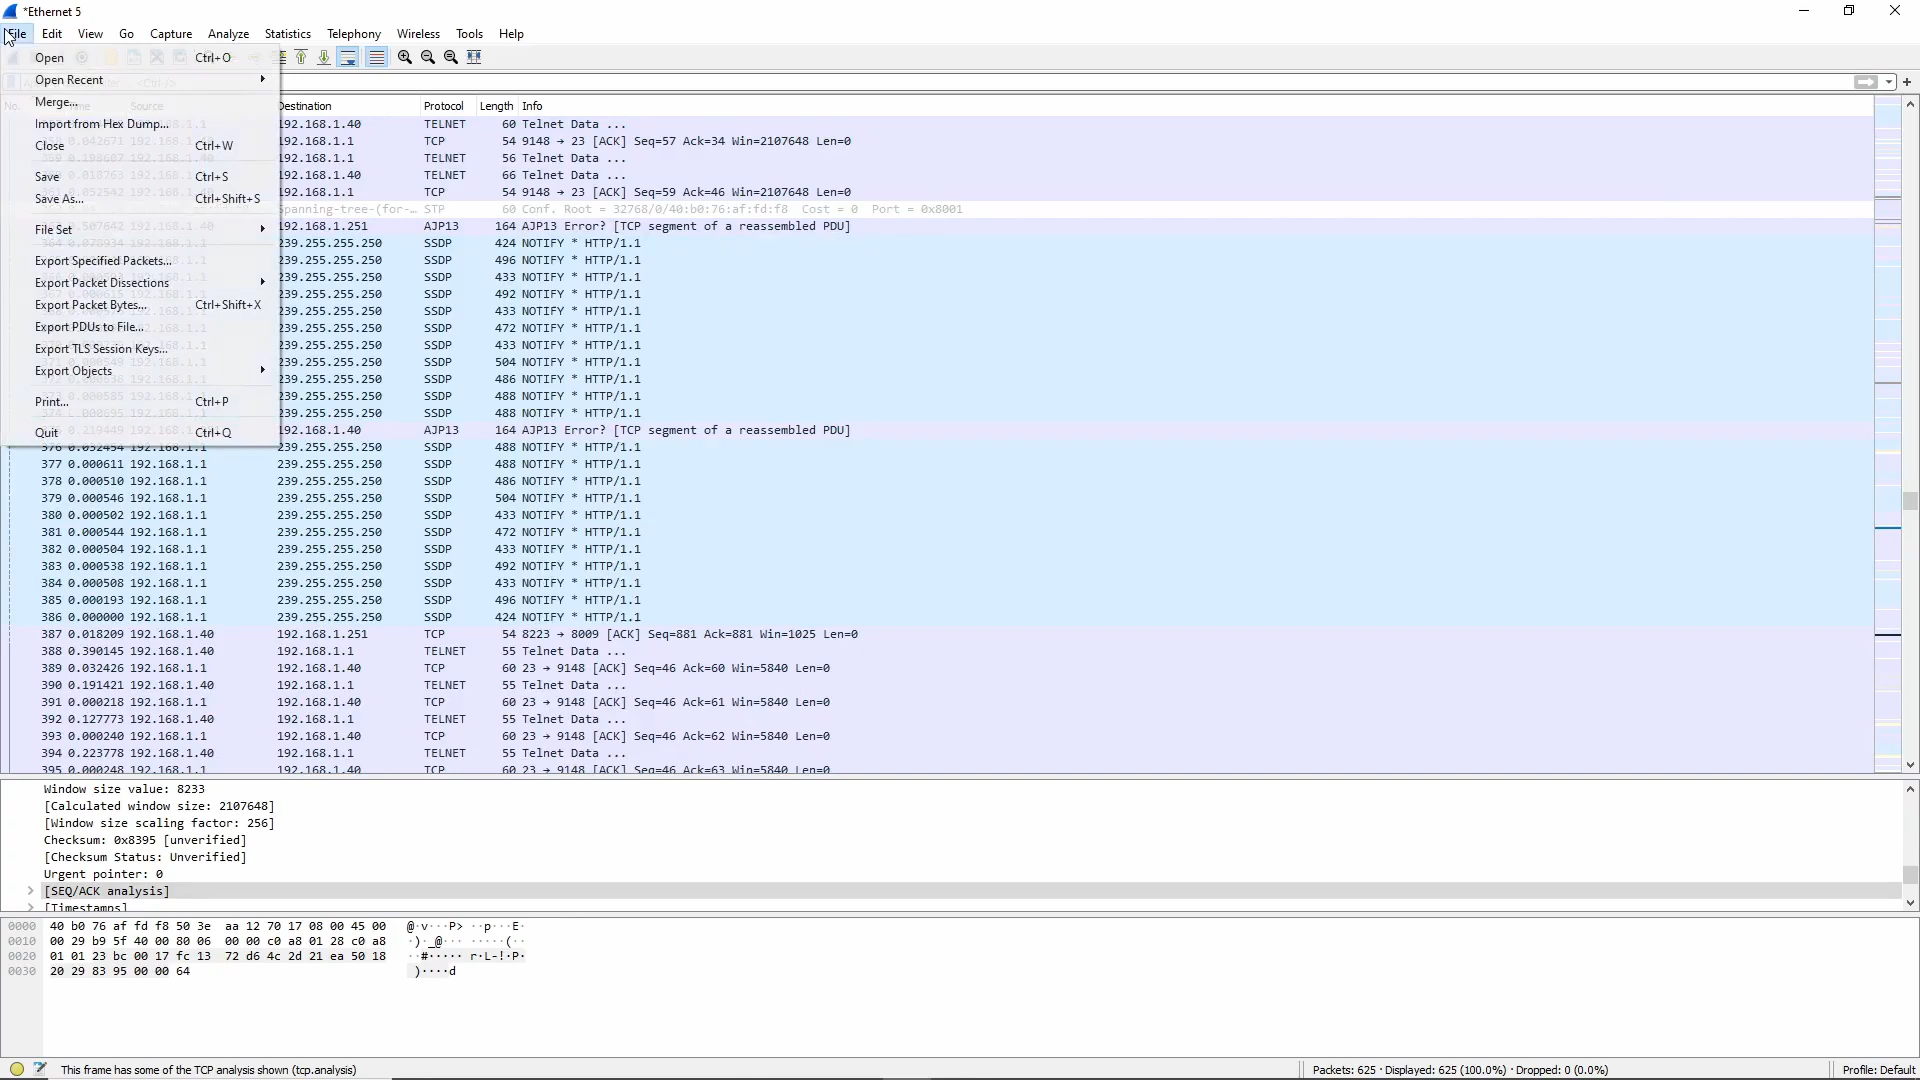 *Ethernet 5
File Edit View Go Capture Analyze Statistics Telephony Wireless Tools Help
Open Ctrl+O
Open Recent
Merge...
Import from Hex Dump...
Close Ctrl+W
Save Ctrl+S
Save As... Ctrl+Shift+S
File Set
Export Specified Packets...
Export Packet Dissections
Export Packet Bytes... Ctrl+Shift+X
Export PDUs to File...
Export TLS Session Keys...
Export Objects
Print... Ctrl+P
Quit Ctrl+Q
No. Source Destination Protocol Length Info
192.168.1.40 TELNET 60 Telnet Data ...
192.168.1.1 TCP 54 9148 → 23 [ACK] Seq=57 Ack=34 Win=2107648 Len=0
192.168.1.1 TELNET 56 Telnet Data ...
192.168.1.40 TELNET 66 Telnet Data ...
192.168.1.1 TCP 54 9148 → 23 [ACK] Seq=59 Ack=46 Win=2107648 Len=0
Spanning-tree-(for-… STP 60 Conf. Root = 32768/0/40:b0:76:af:fd:f8 Cost = 0 Port = 0x8001
192.168.1.251 AJP13 164 AJP13 Error? [TCP segment of a reassembled PDU]
239.255.255.250 SSDP 424 NOTIFY * HTTP/1.1
239.255.255.250 SSDP 496 NOTIFY * HTTP/1.1
239.255.255.250 SSDP 433 NOTIFY * HTTP/1.1
239.255.255.250 SSDP 492 NOTIFY * HTTP/1.1
239.255.255.250 SSDP 433 NOTIFY * HTTP/1.1
239.255.255.250 SSDP 472 NOTIFY * HTTP/1.1
239.255.255.250 SSDP 433 NOTIFY * HTTP/1.1
239.255.255.250 SSDP 504 NOTIFY * HTTP/1.1
239.255.255.250 SSDP 486 NOTIFY * HTTP/1.1
239.255.255.250 SSDP 488 NOTIFY * HTTP/1.1
239.255.255.250 SSDP 488 NOTIFY * HTTP/1.1
192.168.1.40 AJP13 164 AJP13 Error? [TCP segment of a reassembled PDU]
376 0.032454 192.168.1.1 239.255.255.250 SSDP 488 NOTIFY * HTTP/1.1
377 0.000611 192.168.1.1 239.255.255.250 SSDP 488 NOTIFY * HTTP/1.1
378 0.000510 192.168.1.1 239.255.255.250 SSDP 486 NOTIFY * HTTP/1.1
379 0.000546 192.168.1.1 239.255.255.250 SSDP 504 NOTIFY * HTTP/1.1
380 0.000502 192.168.1.1 239.255.255.250 SSDP 433 NOTIFY * HTTP/1.1
381 0.000544 192.168.1.1 239.255.255.250 SSDP 472 NOTIFY * HTTP/1.1
382 0.000504 192.168.1.1 239.255.255.250 SSDP 433 NOTIFY * HTTP/1.1
383 0.000538 192.168.1.1 239.255.255.250 SSDP 492 NOTIFY * HTTP/1.1
384 0.000508 192.168.1.1 239.255.255.250 SSDP 433 NOTIFY * HTTP/1.1
385 0.000193 192.168.1.1 239.255.255.250 SSDP 496 NOTIFY * HTTP/1.1
386 0.000000 192.168.1.1 239.255.255.250 SSDP 424 NOTIFY * HTTP/1.1
387 0.018209 192.168.1.40 192.168.1.251 TCP 54 8223 → 8009 [ACK] Seq=881 Ack=881 Win=1025 Len=0
388 0.390145 192.168.1.40 192.168.1.1 TELNET 55 Telnet Data ...
389 0.032426 192.168.1.1 192.168.1.40 TCP 60 23 → 9148 [ACK] Seq=46 Ack=60 Win=5840 Len=0
390 0.191421 192.168.1.40 192.168.1.1 TELNET 55 Telnet Data ...
391 0.000218 192.168.1.1 192.168.1.40 TCP 60 23 → 9148 [ACK] Seq=46 Ack=61 Win=5840 Len=0
392 0.127773 192.168.1.40 192.168.1.1 TELNET 55 Telnet Data ...
393 0.000240 192.168.1.1 192.168.1.40 TCP 60 23 → 9148 [ACK] Seq=46 Ack=62 Win=5840 Len=0
394 0.223778 192.168.1.40 192.168.1.1 TELNET 55 Telnet Data ...
395 0.000248 192.168.1.1 192.168.1.40 TCP 60 23 → 9148 [ACK] Seq=46 Ack=63 Win=5840 Len=0
Window size value: 8233
[Calculated window size: 2107648]
[Window size scaling factor: 256]
Checksum: 0x8395 [unverified]
[Checksum Status: Unverified]
Urgent pointer: 0
[SEQ/ACK analysis]
[Timestamps]
0000 40 b0 76 af fd f8 50 3e aa 12 70 17 08 00 45 00 @·v···P> ··p···E·
0010 00 29 b9 5f 40 00 80 06 00 00 c0 a8 01 28 c0 a8 ·)·_@··· ·····(··
0020 01 01 23 bc 00 17 fc 13 72 d6 4c 2d 21 ea 50 18 ··#····· r·L-!·P·
0030 20 29 83 95 00 00 64 )····d
This frame has some of the TCP analysis shown (tcp.analysis)
Packets: 625 · Displayed: 625 (100.0%) · Dropped: 0 (0.0%)
Profile: Default